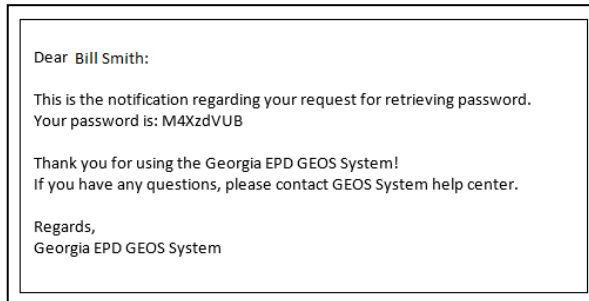 Dear Bill Smith:
This is the notification regarding your request for retrieving password.
Your password is: M4XzdVUB
Thank you for using the Georgia EPD GEOS System!
If you have any questions, please contact GEOS System help center.
Regards,
Georgia EPD GEOS System